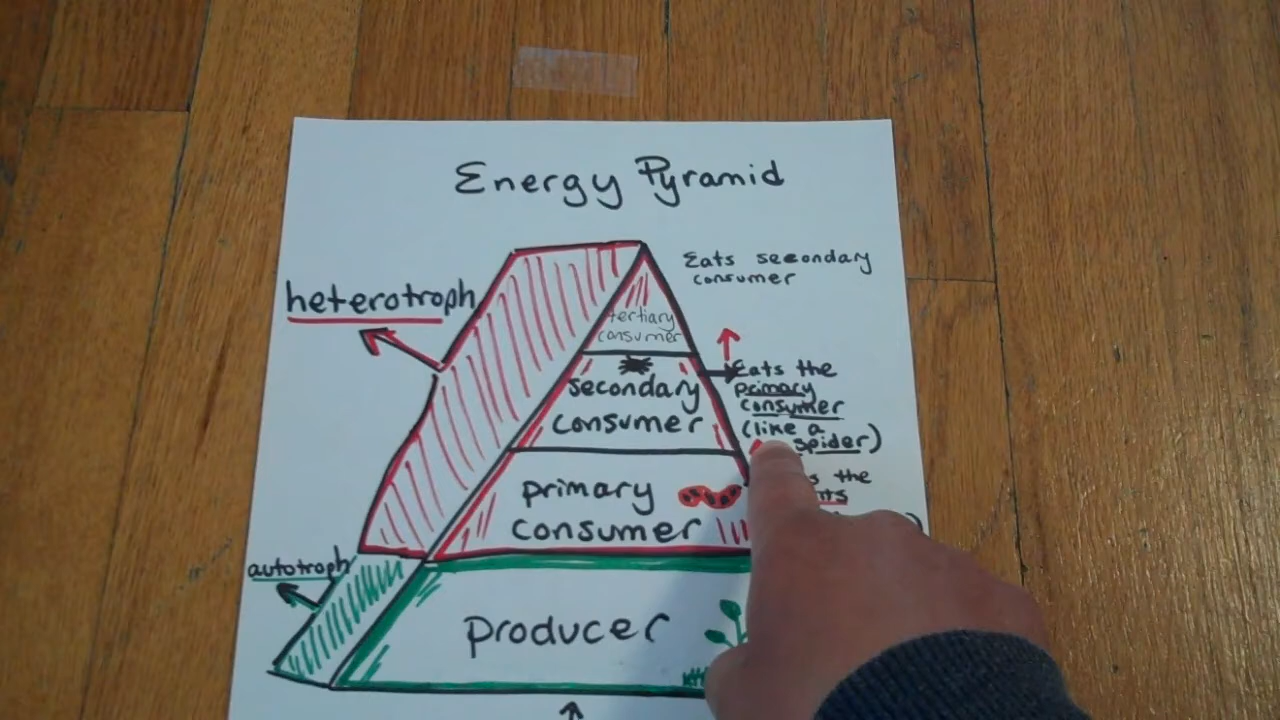 Energy Pyramid
Eats secondary
consumer
heterotroph
tertiary
consumer
Eats the
primary
consumer
(like a
spider)
secondary
consumer
the
primary
consumer
autotroph
producer